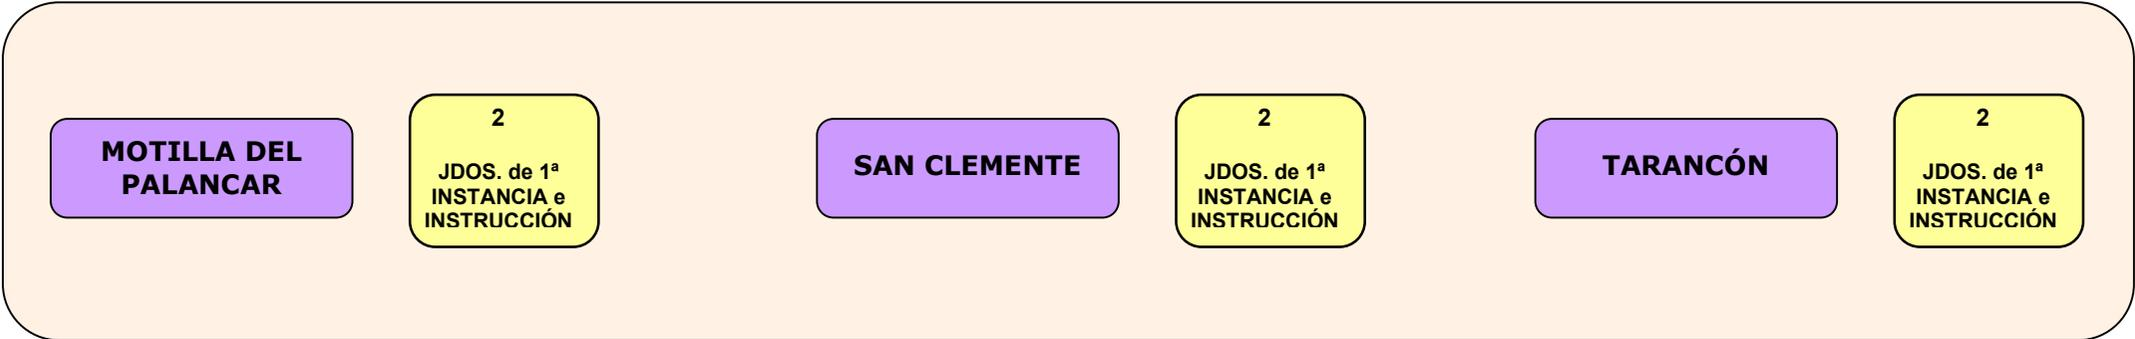 MOTILLA DEL
PALANCAR
2
JDOS. de 1ª
INSTANCIA e
INSTRUCCIÓN
SAN CLEMENTE
2
JDOS. de 1ª
INSTANCIA e
INSTRUCCIÓN
TARANCÓN
2
JDOS. de 1ª
INSTANCIA e
INSTRUCCIÓN